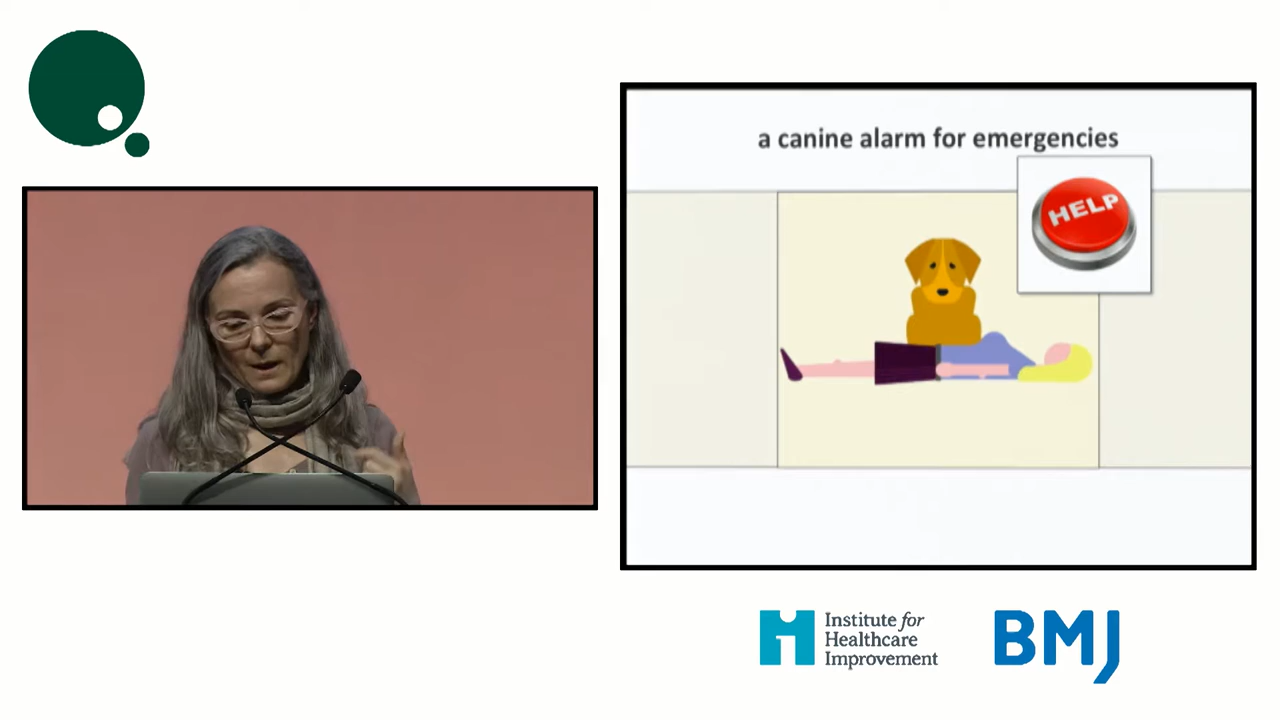 a canine alarm for emergencies
HELP
Institute for
Healthcare
Improvement
BMJ